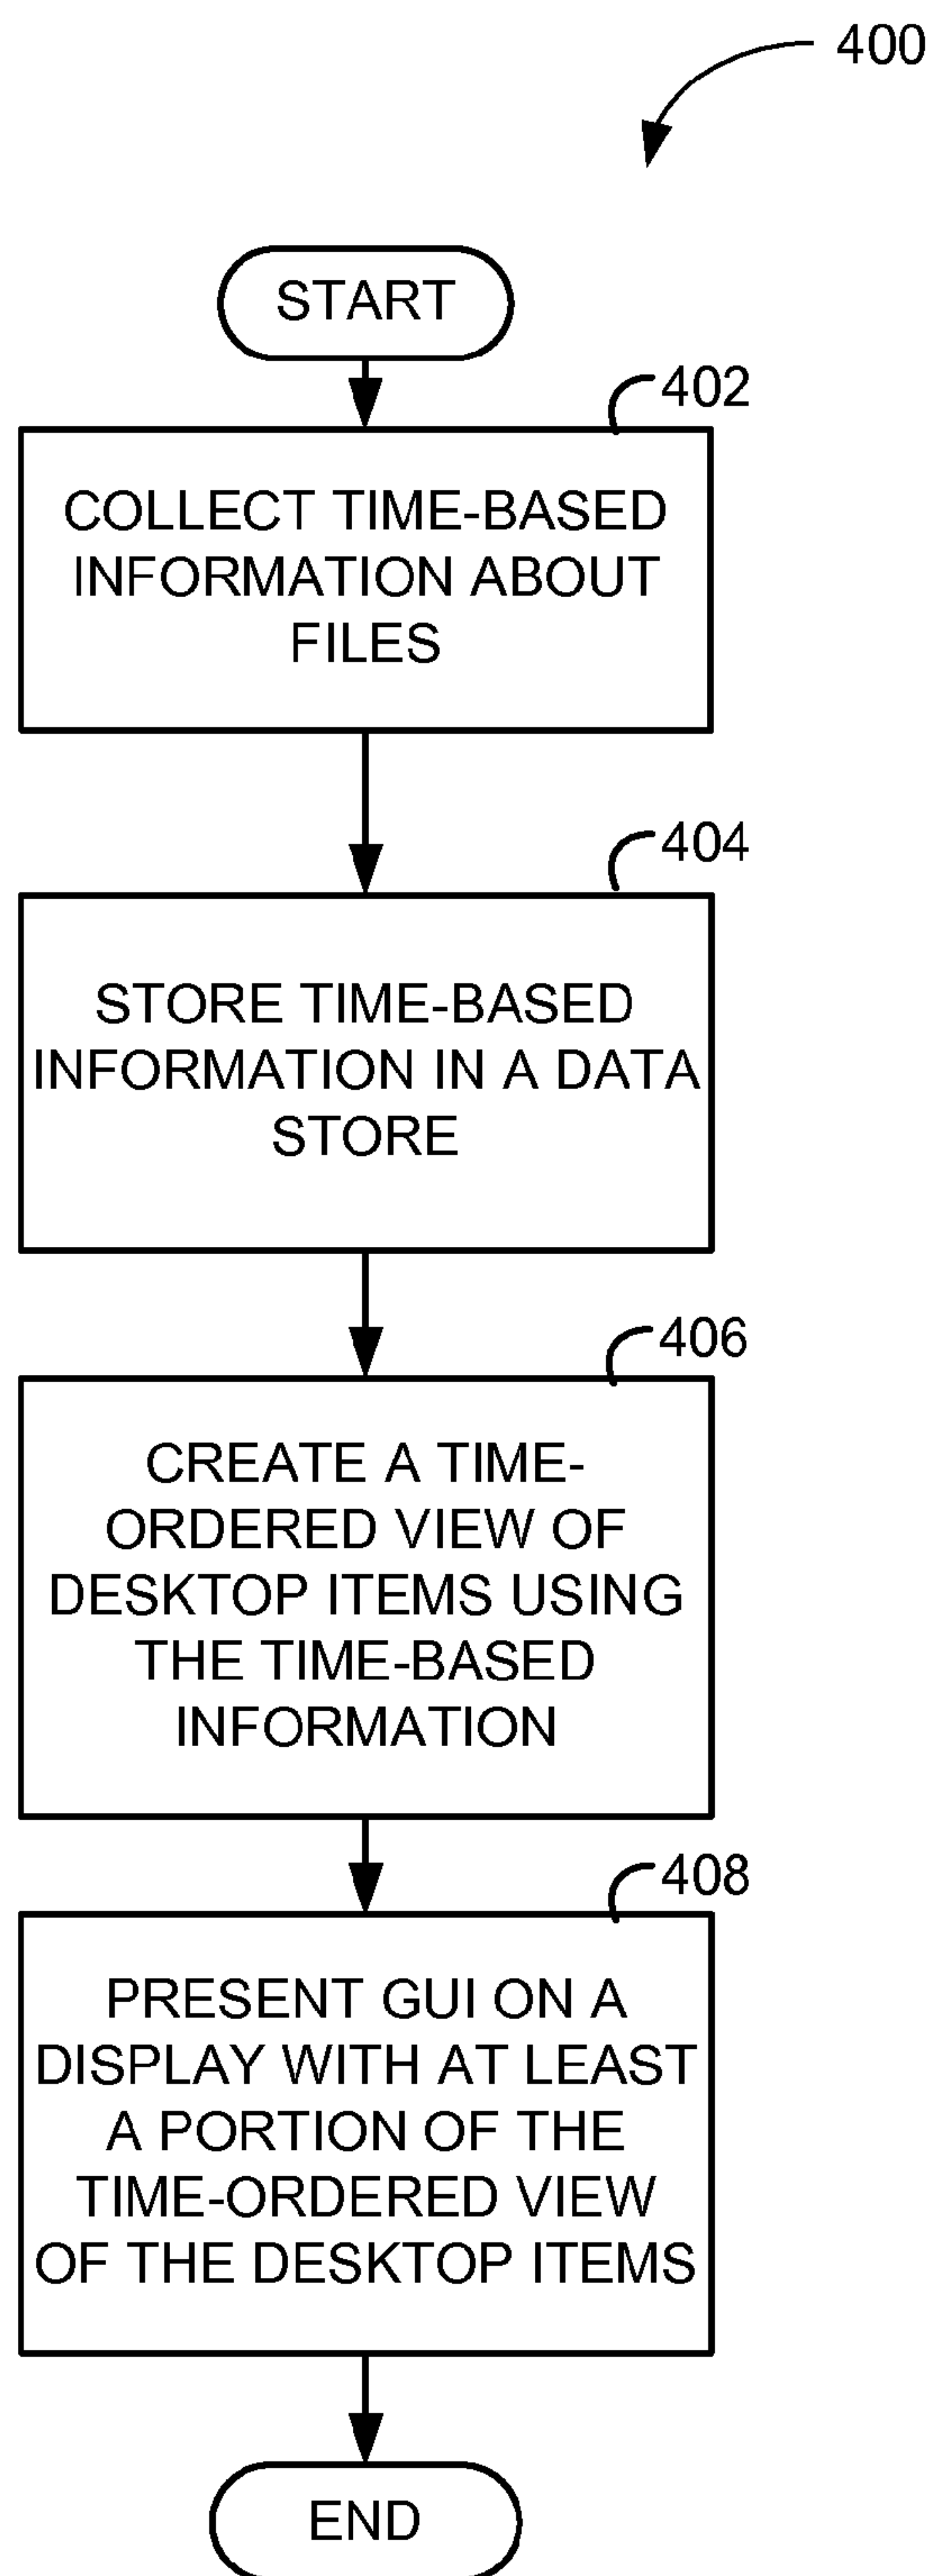 400
START
402
COLLECT TIME-BASED
INFORMATION ABOUT
FILES
404
STORE TIME-BASED
INFORMATION IN A DATA
STORE
406
CREATE A TIME-
ORDERED VIEW OF
DESKTOP ITEMS USING
THE TIME-BASED
INFORMATION
408
PRESENT GUI ON A
DISPLAY WITH AT LEAST
A PORTION OF THE
TIME-ORDERED VIEW
OF THE DESKTOP ITEMS
END